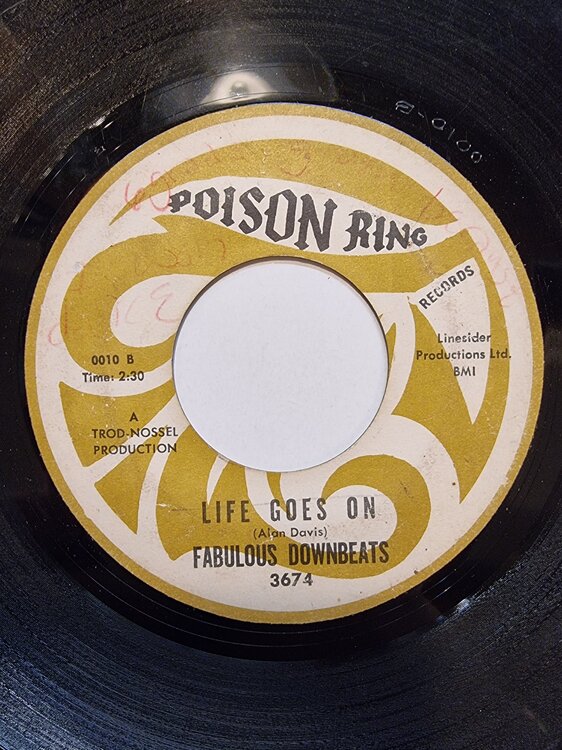 POISON RING
RECORDS
Linesider
Productions Ltd.
BMI
0010 B
Time: 2:30
A
TROD-NOSSEL
PRODUCTION
LIFE GOES ON
(Alan Davis)
FABULOUS DOWNBEATS
3674